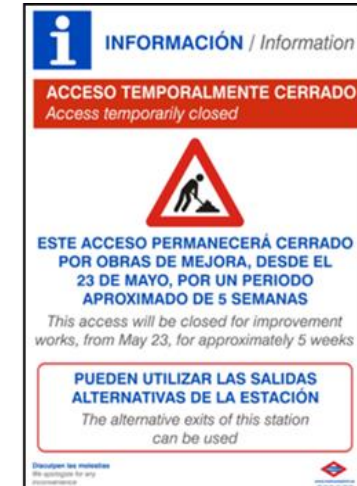 i INFORMACIÓN / Information
ACCESO TEMPORALMENTE CERRADO
Access temporarily closed
ESTE ACCESO PERMANECERÁ CERRADO
POR OBRAS DE MEJORA, DESDE EL
23 DE MAYO, POR UN PERIODO
APROXIMADO DE 5 SEMANAS
This access will be closed for improvement
works, from May 23, for approximately 5 weeks
PUEDEN UTILIZAR LAS SALIDAS
ALTERNATIVAS DE LA ESTACIÓN
The alternative exits of this station
can be used
Disculpen las molestias
We apologize for any
inconvenience